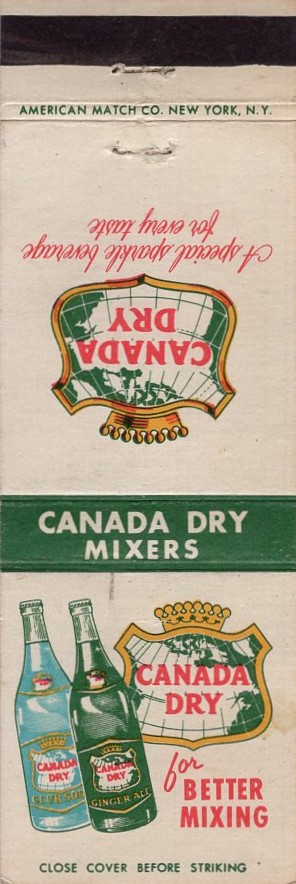 AMERICAN MATCH CO. NEW YORK, N.Y.
A special sparkle beverage
for every taste
CANADA
DRY
CANADA DRY
MIXERS
CANADA
DRY
CANADA
DRY
CLUB SODA
CANADA
DRY
GINGER ALE
for
BETTER
MIXING
CLOSE COVER BEFORE STRIKING